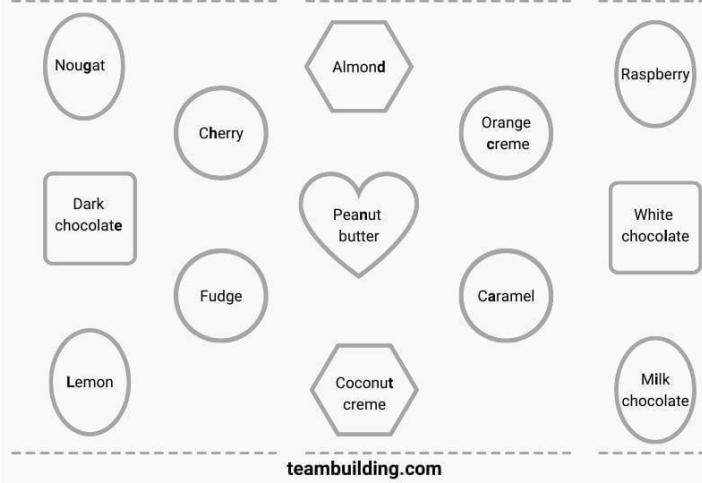 Nougat
Almond
Raspberry
Cherry
Orange
creme
Dark
chocolate
Peanut
butter
White
chocolate
Fudge
Caramel
Lemon
Coconut
creme
Milk
chocolate
teambuilding.com